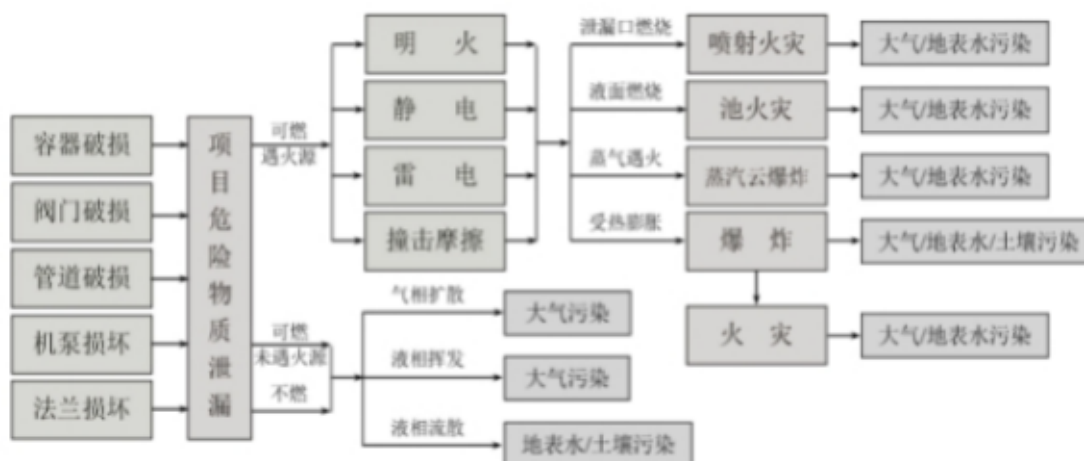 容器破损
阀门破损
管道破损
机泵损坏
法兰损坏
项目危险物质泄漏
可燃
遇火源
可燃
未遇火源
不燃
明 火
静 电
雷 电
撞击摩擦
泄漏口燃烧
液面燃烧
蒸气遇火
受热膨胀
喷射火灾
池火灾
蒸汽云爆炸
爆 炸
火 灾
大气/地表水污染
大气/地表水污染
大气/地表水污染
大气/地表水/土壤污染
大气/地表水污染
气相扩散
液相挥发
液相流散
大气污染
大气污染
地表水/土壤污染